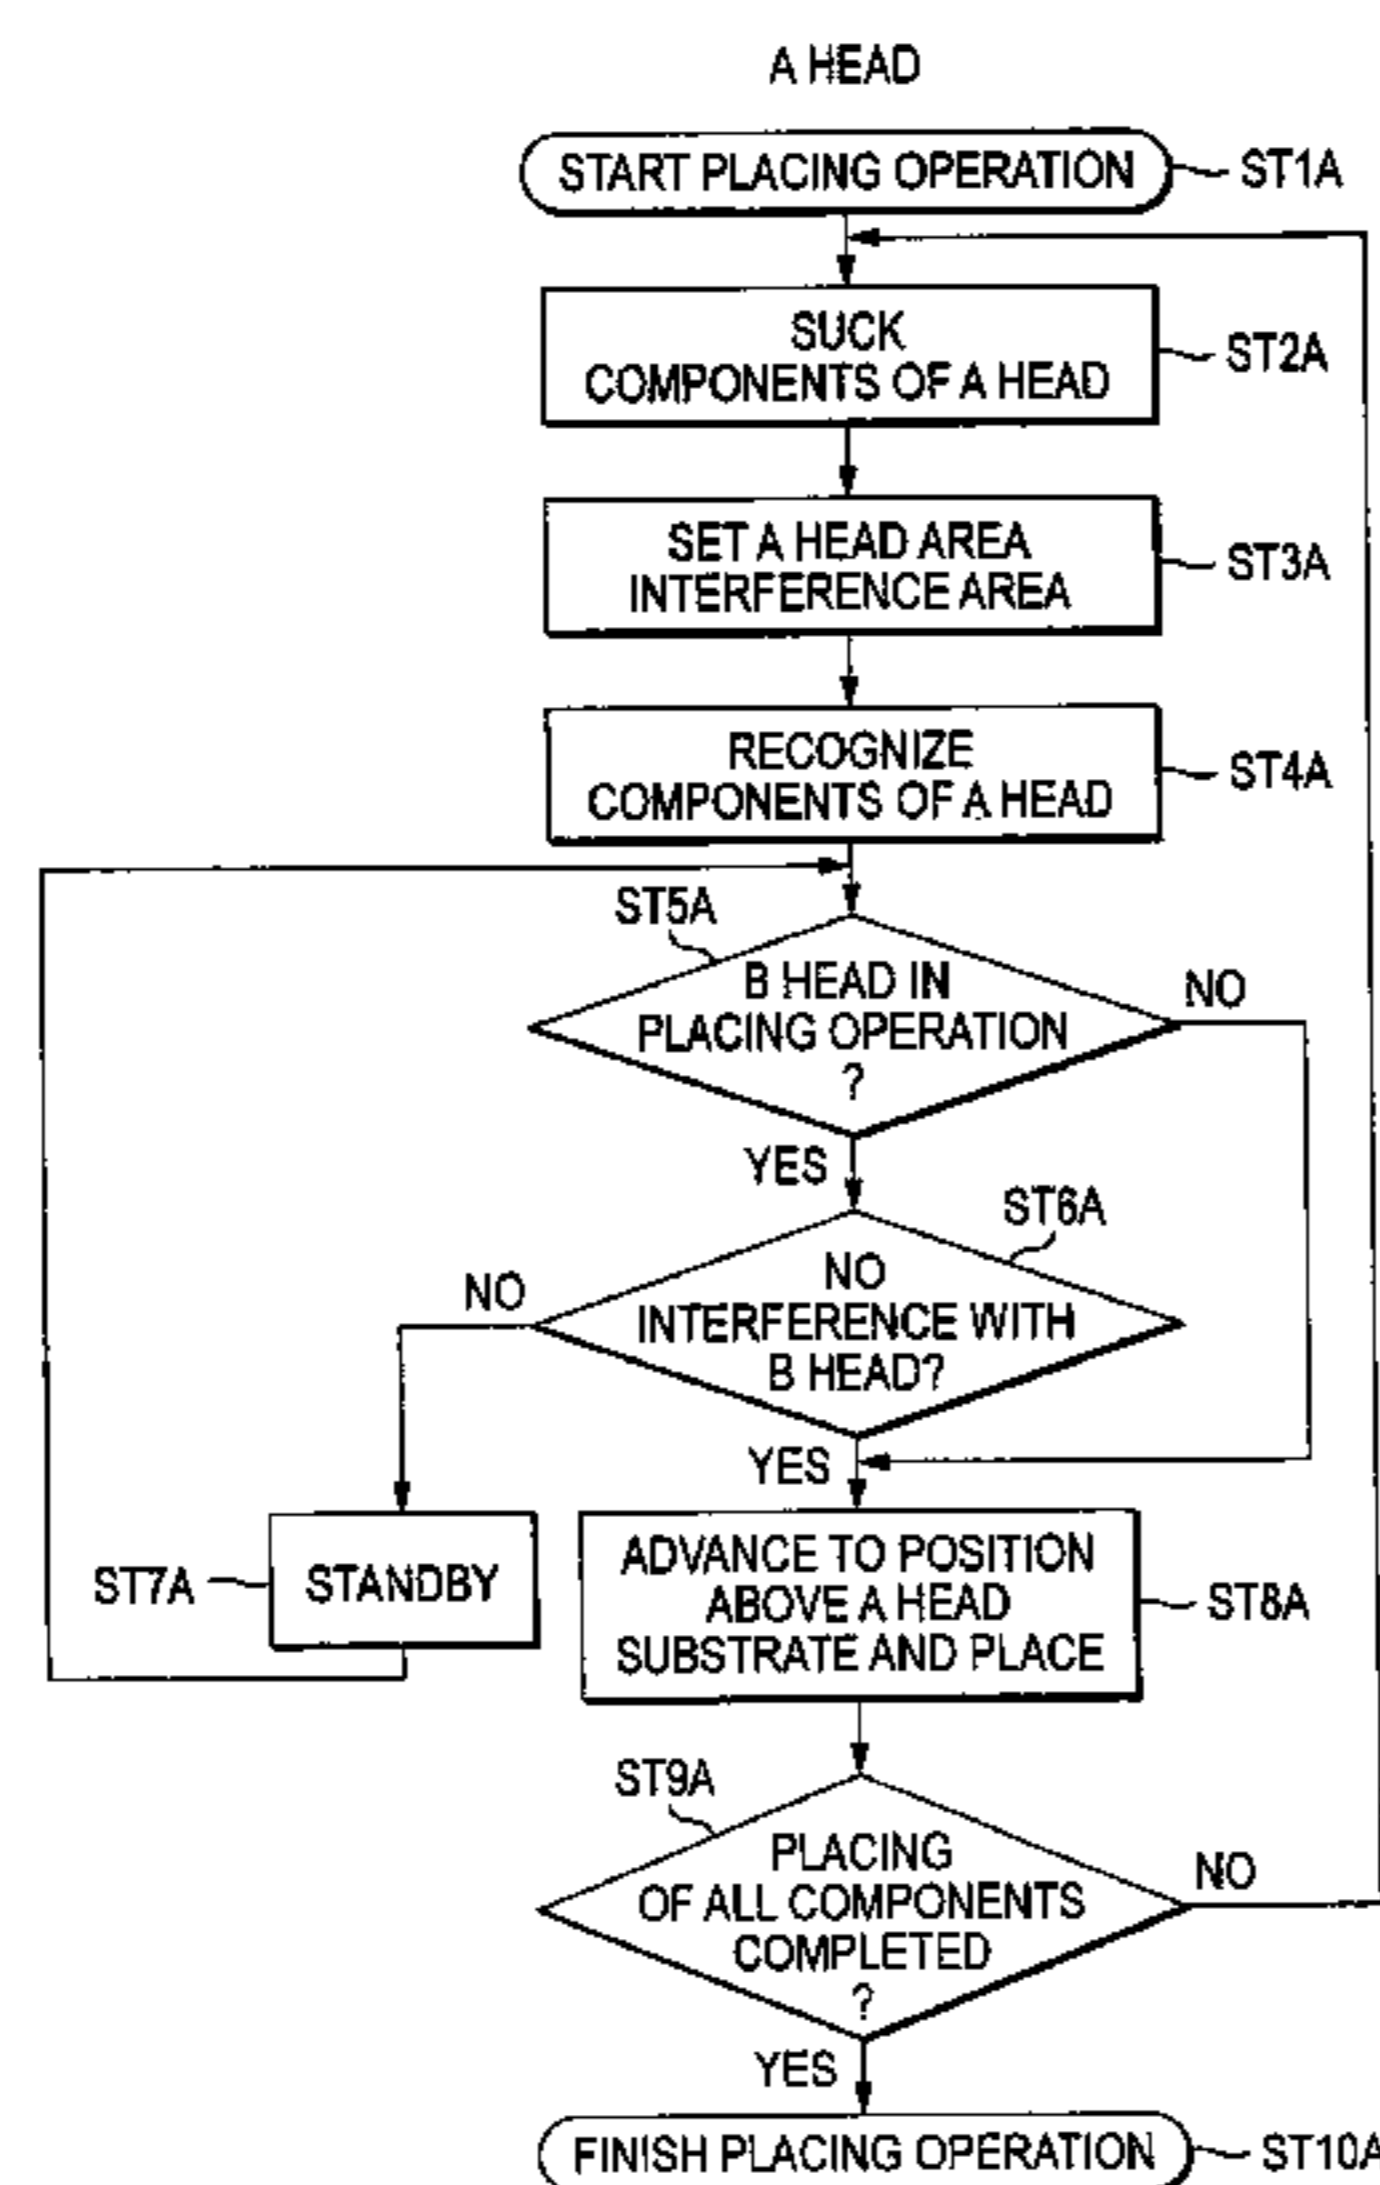 A HEAD
START PLACING OPERATION
ST1A
SUCK
COMPONENTS OF A HEAD
ST2A
SET A HEAD AREA
INTERFERENCE AREA
ST3A
RECOGNIZE
COMPONENTS OF A HEAD
ST4A
ST5A
B HEAD IN
PLACING OPERATION
?
NO
YES
ST6A
NO
INTERFERENCE WITH
B HEAD?
NO
YES
ST7A
STANDBY
ADVANCE TO POSITION
ABOVE A HEAD
SUBSTRATE AND PLACE
ST8A
ST9A
PLACING
OF ALL COMPONENTS
COMPLETED
?
NO
YES
FINISH PLACING OPERATION
ST10A